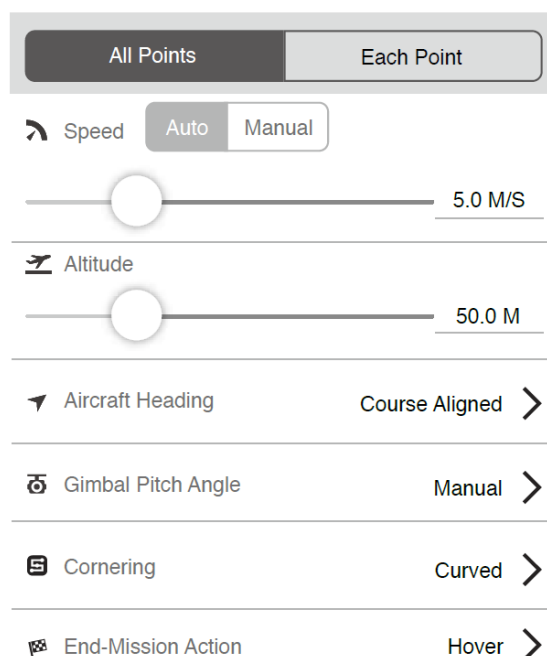 All Points Each Point
Speed Auto Manual
5.0 M/S
Altitude
50.0 M
Aircraft Heading Course Aligned
Gimbal Pitch Angle Manual
Cornering Curved
End-Mission Action Hover